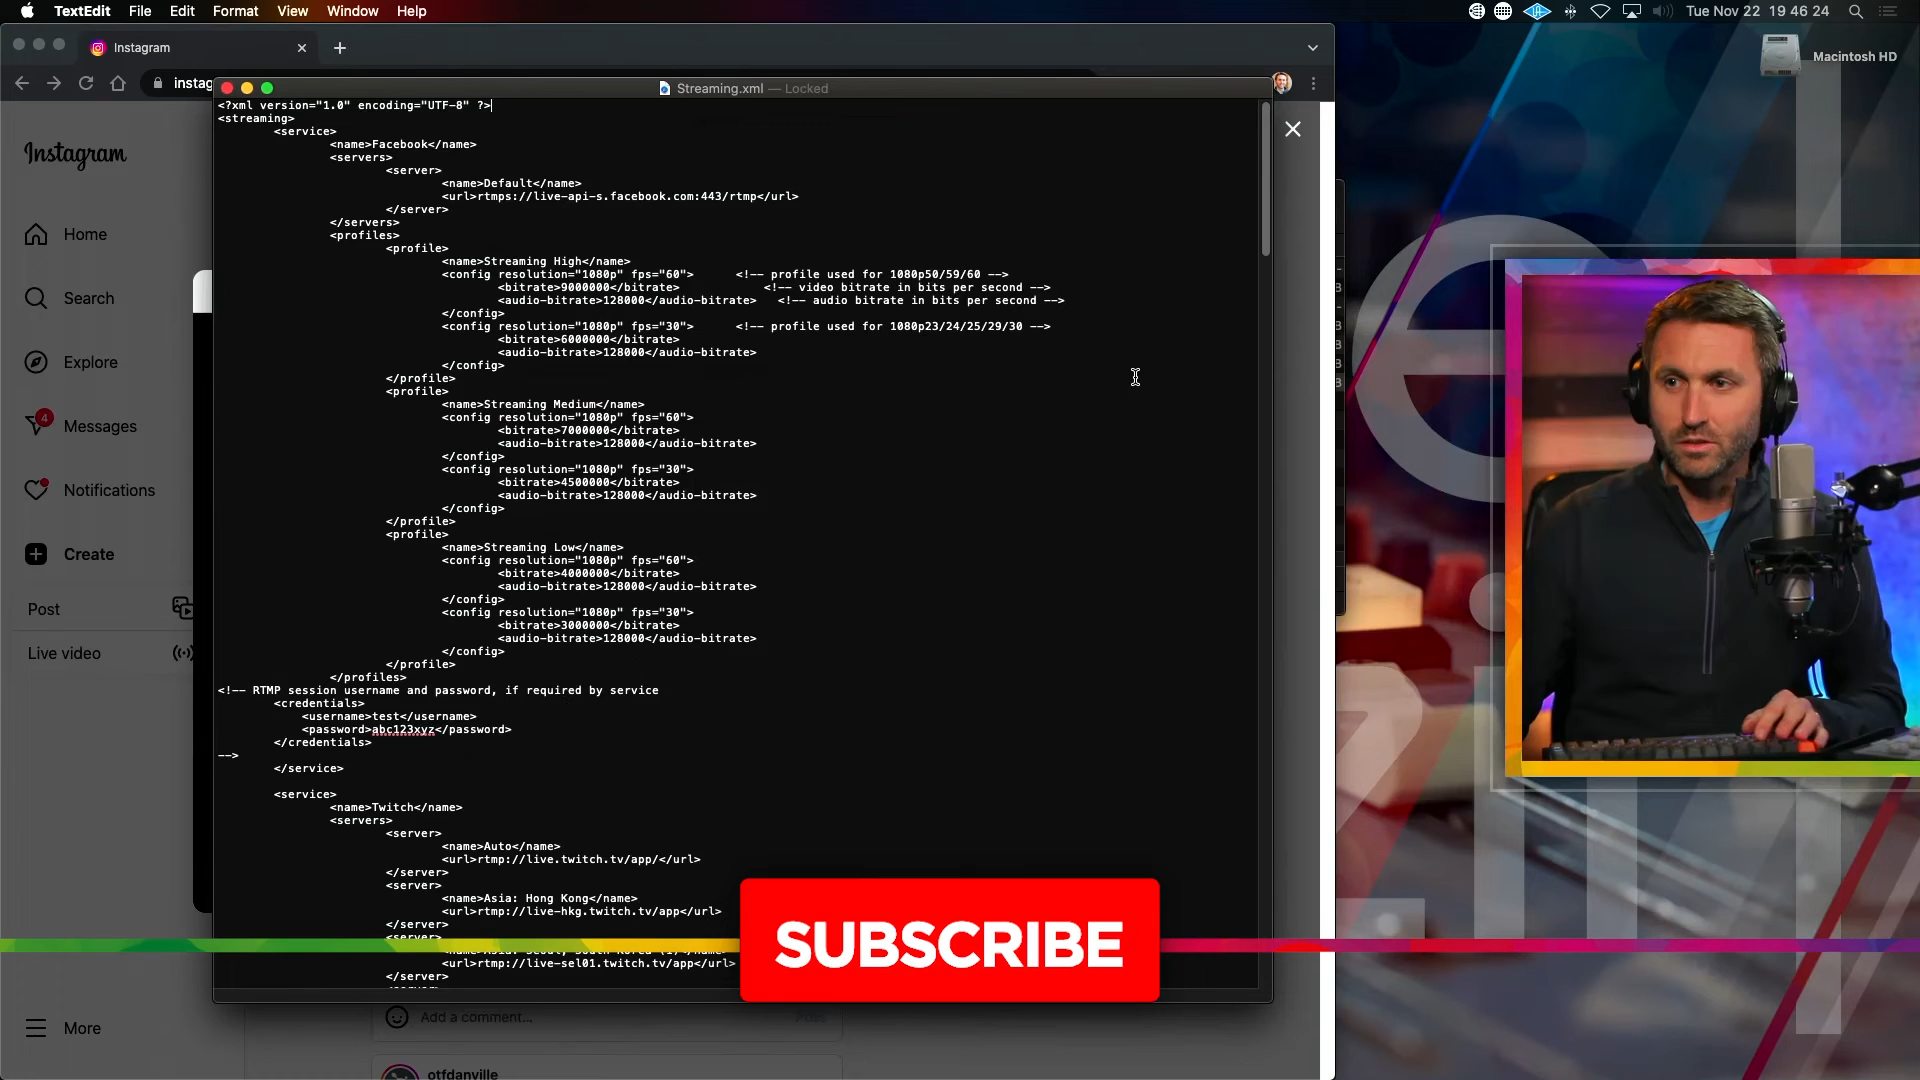 TextEdit File Edit Format View Window Help
Tue Nov 22 19 46 24
Instagram
Macintosh HD
instag
Streaming.xml — Locked
<?xml version="1.0" encoding="UTF-8" ?>
<streaming>
<service>
<name>Facebook</name>
<servers>
<server>
<name>Default</name>
<url>rtmps://live-api-s.facebook.com:443/rtmp</url>
</server>
</servers>
<profiles>
<profile>
<name>Streaming High</name>
<config resolution="1080p" fps="60"> <!-- profile used for 1080p50/59/60 -->
<bitrate>9000000</bitrate> <!-- video bitrate in bits per second -->
<audio-bitrate>128000</audio-bitrate> <!-- audio bitrate in bits per second -->
</config>
<config resolution="1080p" fps="30"> <!-- profile used for 1080p23/24/25/29/30 -->
<bitrate>6000000</bitrate>
<audio-bitrate>128000</audio-bitrate>
</config>
</profile>
<profile>
<name>Streaming Medium</name>
<config resolution="1080p" fps="60">
<bitrate>7000000</bitrate>
<audio-bitrate>128000</audio-bitrate>
</config>
<config resolution="1080p" fps="30">
<bitrate>4500000</bitrate>
<audio-bitrate>128000</audio-bitrate>
</config>
</profile>
<profile>
<name>Streaming Low</name>
<config resolution="1080p" fps="60">
<bitrate>4000000</bitrate>
<audio-bitrate>128000</audio-bitrate>
</config>
<config resolution="1080p" fps="30">
<bitrate>3000000</bitrate>
<audio-bitrate>128000</audio-bitrate>
</config>
</profile>
</profiles>
<!-- RTMP session username and password, if required by service
<credentials>
<username>test</username>
<password>abc123xyz</password>
</credentials>
-->
</service>
<service>
<name>Twitch</name>
<servers>
<server>
<name>Auto</name>
<url>rtmp://live.twitch.tv/app/</url>
</server>
<server>
<name>Asia: Hong Kong</name>
<url>rtmp://live-hkg.twitch.tv/app</url>
</server>
<url>rtmp://live-sel01.twitch.tv/app</url>
</server>
Instagram
Home
Search
Explore
4
Messages
Notifications
Create
Post
Live video
More
Add a comment...
otfdanville
SUBSCRIBE